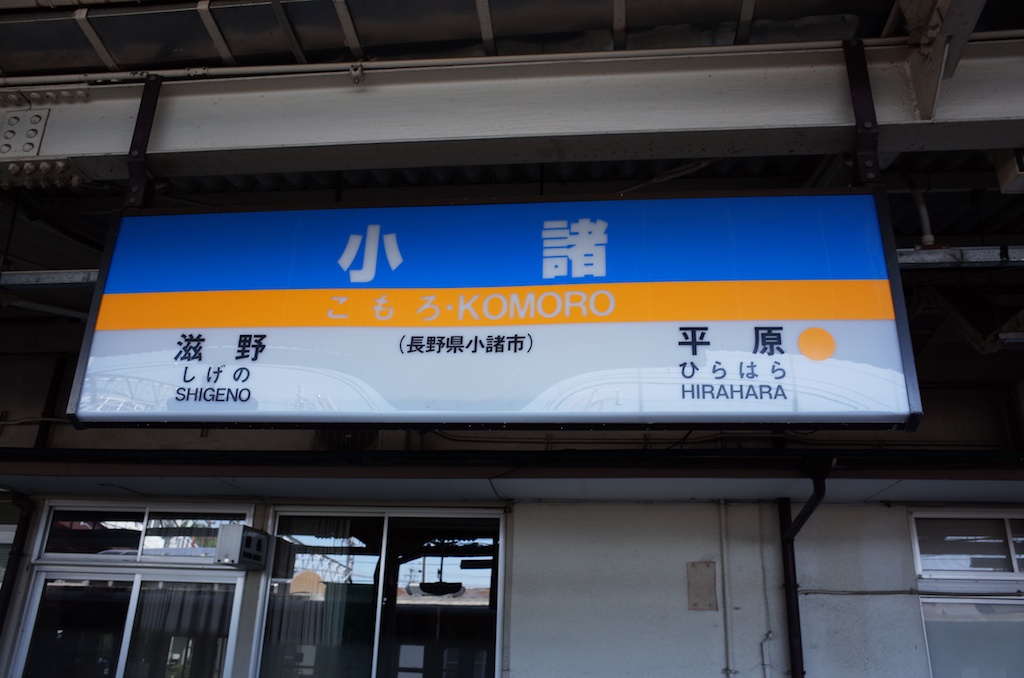 小諸
こもろ・KOMORO
（長野県小諸市）
滋野
しげの
SHIGENO
平原
ひらはら
HIRAHARA